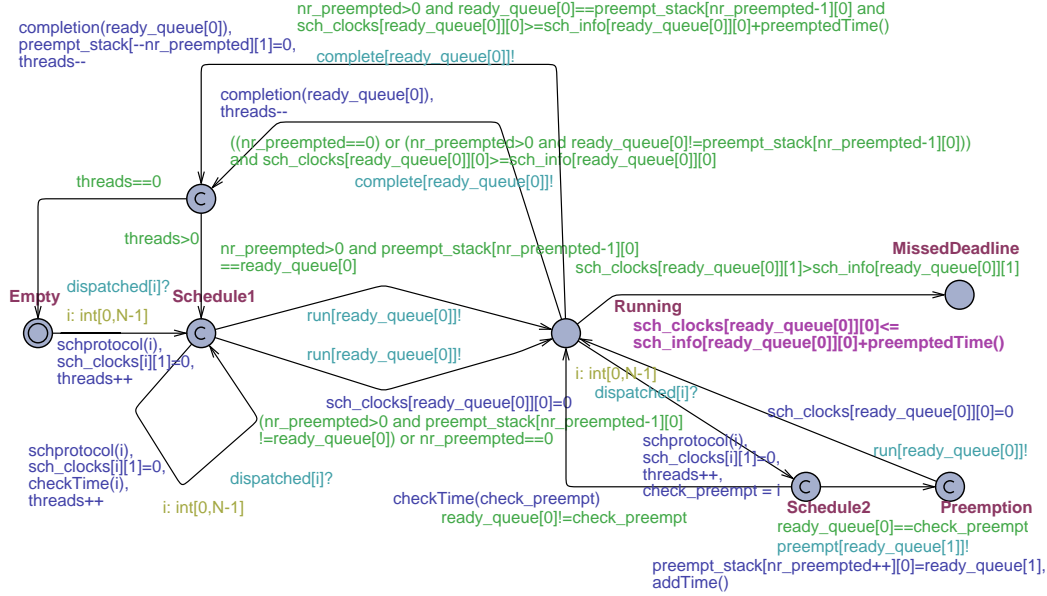 nr_preempted>0 and ready_queue[0]==preempt_stack[nr_preempted-1][0] and
sch_clocks[ready_queue[0]][0]>=sch_info[ready_queue[0]][0]+preemptedTime()
completion(ready_queue[0]),
preempt_stack[--nr_preempted][1]=0,
threads--
complete[ready_queue[0]]!
completion(ready_queue[0]),
threads--
((nr_preempted==0) or (nr_preempted>0 and ready_queue[0]!=preempt_stack[nr_preempted-1][0]))
and sch_clocks[ready_queue[0]][0]>=sch_info[ready_queue[0]][0]
complete[ready_queue[0]]!
threads==0
C
threads>0
nr_preempted>0 and preempt_stack[nr_preempted-1][0]
==ready_queue[0]
MissedDeadline
sch_clocks[ready_queue[0]][1]>sch_info[ready_queue[0]][1]
dispatched[i]?
Empty
Schedule1
i: int[0,N-1]
run[ready_queue[0]]!
Running
sch_clocks[ready_queue[0]][0]<=
sch_info[ready_queue[0]][0]+preemptedTime()
C
schprotocol(i),
sch_clocks[i][1]=0,
threads++
run[ready_queue[0]]!
i: int[0,N-1]
dispatched[i]?
sch_clocks[ready_queue[0]][0]=0
sch_clocks[ready_queue[0]][0]=0
(nr_preempted>0 and preempt_stack[nr_preempted-1][0]
!=ready_queue[0]) or nr_preempted==0
schprotocol(i),
sch_clocks[i][1]=0,
threads++,
check_preempt = i
run[ready_queue[0]]!
schprotocol(i),
sch_clocks[i][1]=0,
checkTime(i),
threads++
dispatched[i]?
i: int[0,N-1]
checkTime(check_preempt)
ready_queue[0]!=check_preempt
C
C
Schedule2
Preemption
ready_queue[0]==check_preempt
preempt[ready_queue[1]]!
preempt_stack[nr_preempted++][0]=ready_queue[1],
addTime()